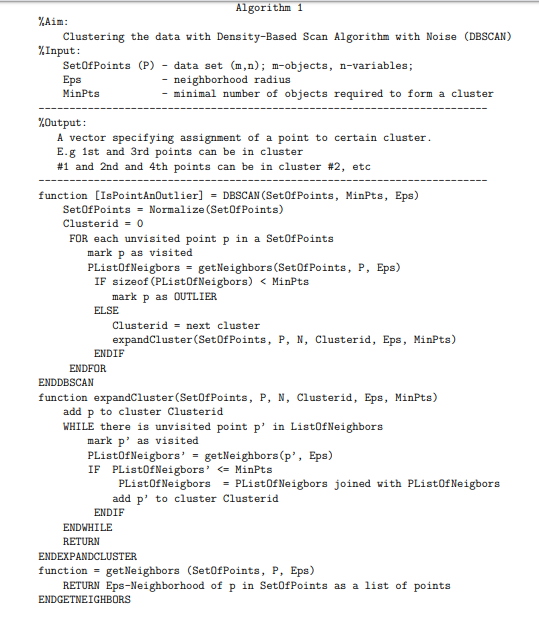 Algorithm 1
%Aim:
Clustering the data with Density-Based Scan Algorithm with Noise (DBSCAN)
%Input:
SetOfPoints (P) - data set (m,n); m-objects, n-variables;
Eps - neighborhood radius
MinPts - minimal number of objects required to form a cluster
--------------------------------------------------------------------------
%Output:
A vector specifying assignment of a point to certain cluster.
E.g 1st and 3rd points can be in cluster
#1 and 2nd and 4th points can be in cluster #2, etc
--------------------------------------------------------------------------
function [IsPointAnOutlier] = DBSCAN(SetOfPoints, MinPts, Eps)
SetOfPoints = Normalize(SetOfPoints)
Clusterid = 0
FOR each unvisited point p in a SetOfPoints
mark p as visited
PListOfNeigbors = getNeighbors(SetOfPoints, P, Eps)
IF sizeof(PListOfNeigbors) < MinPts
mark p as OUTLIER
ELSE
Clusterid = next cluster
expandCluster(SetOfPoints, P, N, Clusterid, Eps, MinPts)
ENDIF
ENDFOR
ENDDBSCAN
function expandCluster(SetOfPoints, P, N, Clusterid, Eps, MinPts)
add p to cluster Clusterid
WHILE there is unvisited point p' in ListOfNeighbors
mark p' as visited
PListOfNeigbors' = getNeighbors(p', Eps)
IF PListOfNeigbors' <= MinPts
PListOfNeigbors = PListOfNeigbors joined with PListOfNeigbors
add p' to cluster Clusterid
ENDIF
ENDWHILE
RETURN
ENDEXPANDCLUSTER
function = getNeighbors (SetOfPoints, P, Eps)
RETURN Eps-Neighborhood of p in SetOfPoints as a list of points
ENDGETNEIGHBORS